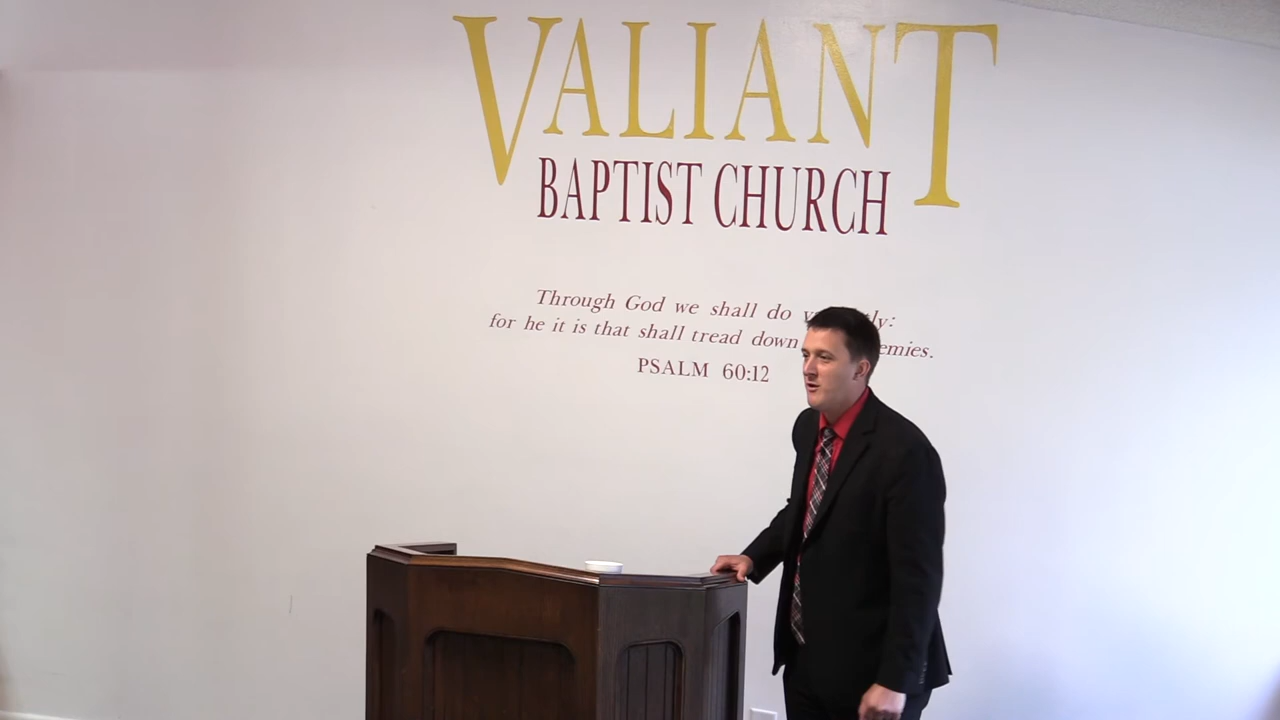 VALIANT
BAPTIST CHURCH
Through God we shall do
for he it is that shall tread down
PSALM 60:12